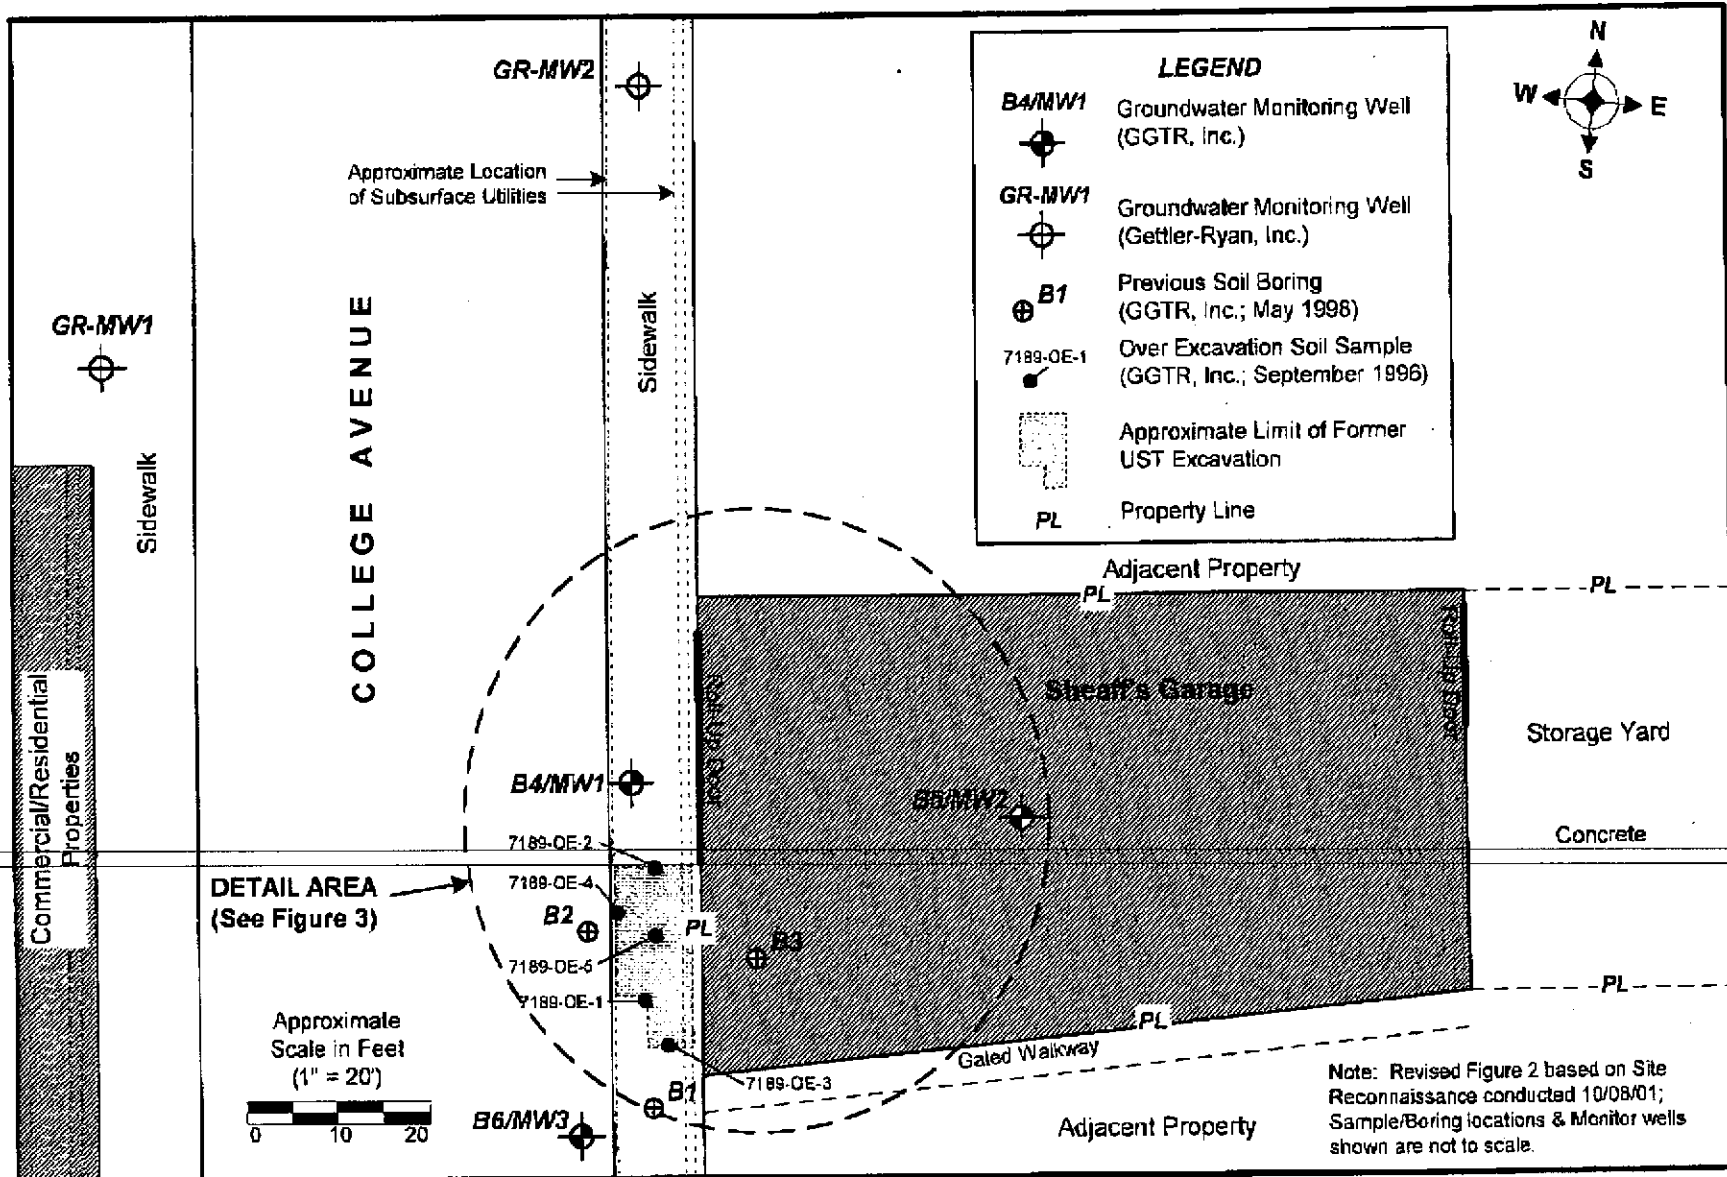 GR-MW2
Approximate Location
of Subsurface Utilities
GR-MW1
Sidewalk
COLLEGE AVENUE
Sidewalk
Commercial/Residential
Properties
LEGEND
B4/MW1
Groundwater Monitoring Well
(GGTR, Inc.)
GR-MW1
Groundwater Monitoring Well
(Gettler-Ryan, Inc.)
B1
Previous Soil Boring
(GGTR, Inc.; May 1998)
7189-OE-1
Over Excavation Soil Sample
(GGTR, Inc.; September 1996)
Approximate Limit of Former
UST Excavation
PL
Property Line
N
W
E
S
Adjacent Property
PL
PL
Roll-up Door
Roll-up Door
Sheaff's Garage
Storage Yard
Concrete
B4/MW1
B5/MW2
7189-OE-2
7189-OE-4
DETAIL AREA
(See Figure 3)
B2
PL
B3
7189-OE-5
7189-OE-1
PL
PL
Gated Walkway
7189-OE-3
B1
B6/MW3
Adjacent Property
Approximate
Scale in Feet
(1" = 20')
0 10 20
Note: Revised Figure 2 based on Site
Reconnaissance conducted 10/08/01;
Sample/Boring locations & Monitor wells
shown are not to scale.